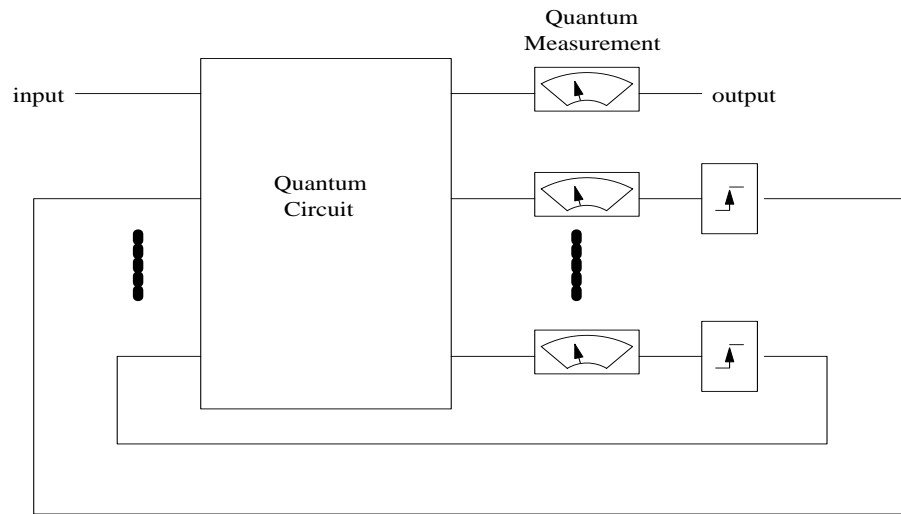 Quantum
Measurement
input
output
Quantum
Circuit